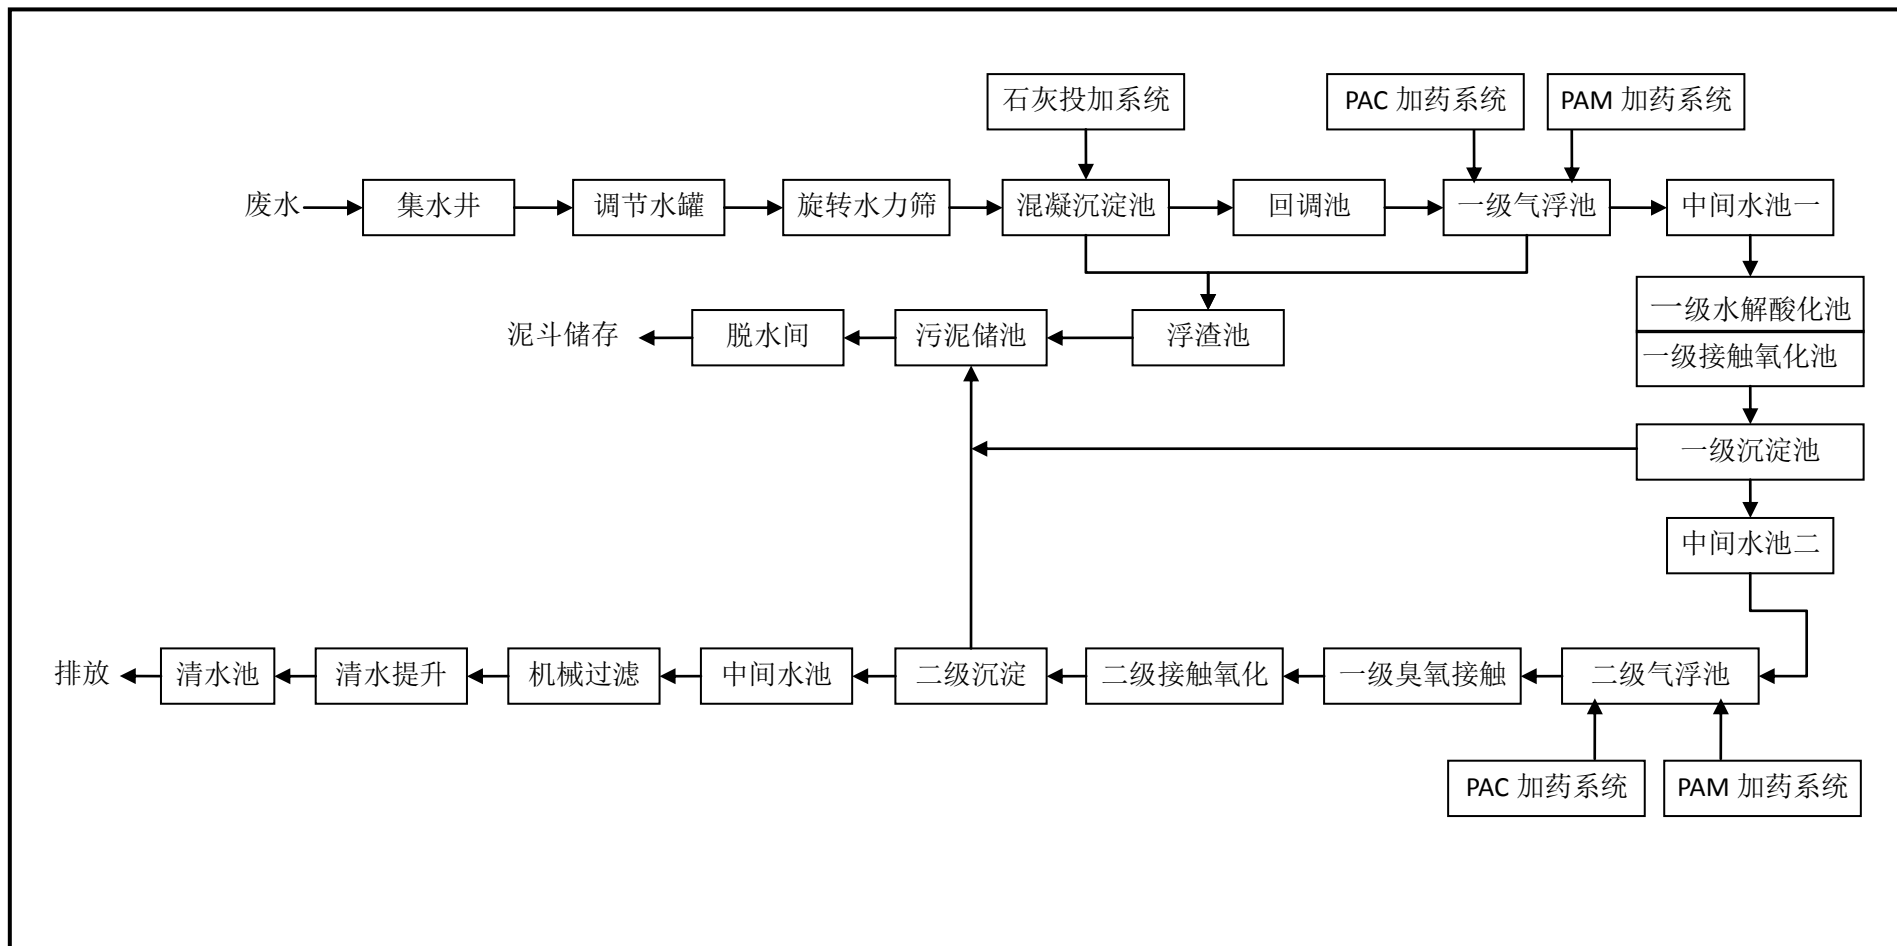 石灰投加系统
PAC 加药系统
PAM 加药系统
废水
集水井
调节水罐
旋转水力筛
混凝沉淀池
回调池
一级气浮池
中间水池一
一级水解酸化池
泥斗储存
脱水间
污泥储池
浮渣池
一级接触氧化池
一级沉淀池
中间水池二
排放
清水池
清水提升
机械过滤
中间水池
二级沉淀
二级接触氧化
一级臭氧接触
二级气浮池
PAC 加药系统
PAM 加药系统